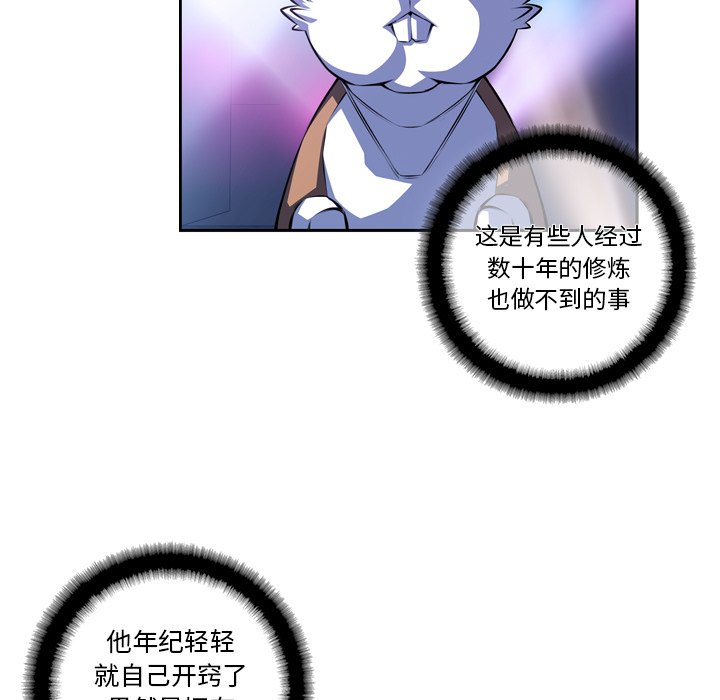 这是有些人经过
数十年的修炼
也做不到的事
他年纪轻轻
就自己开窍了